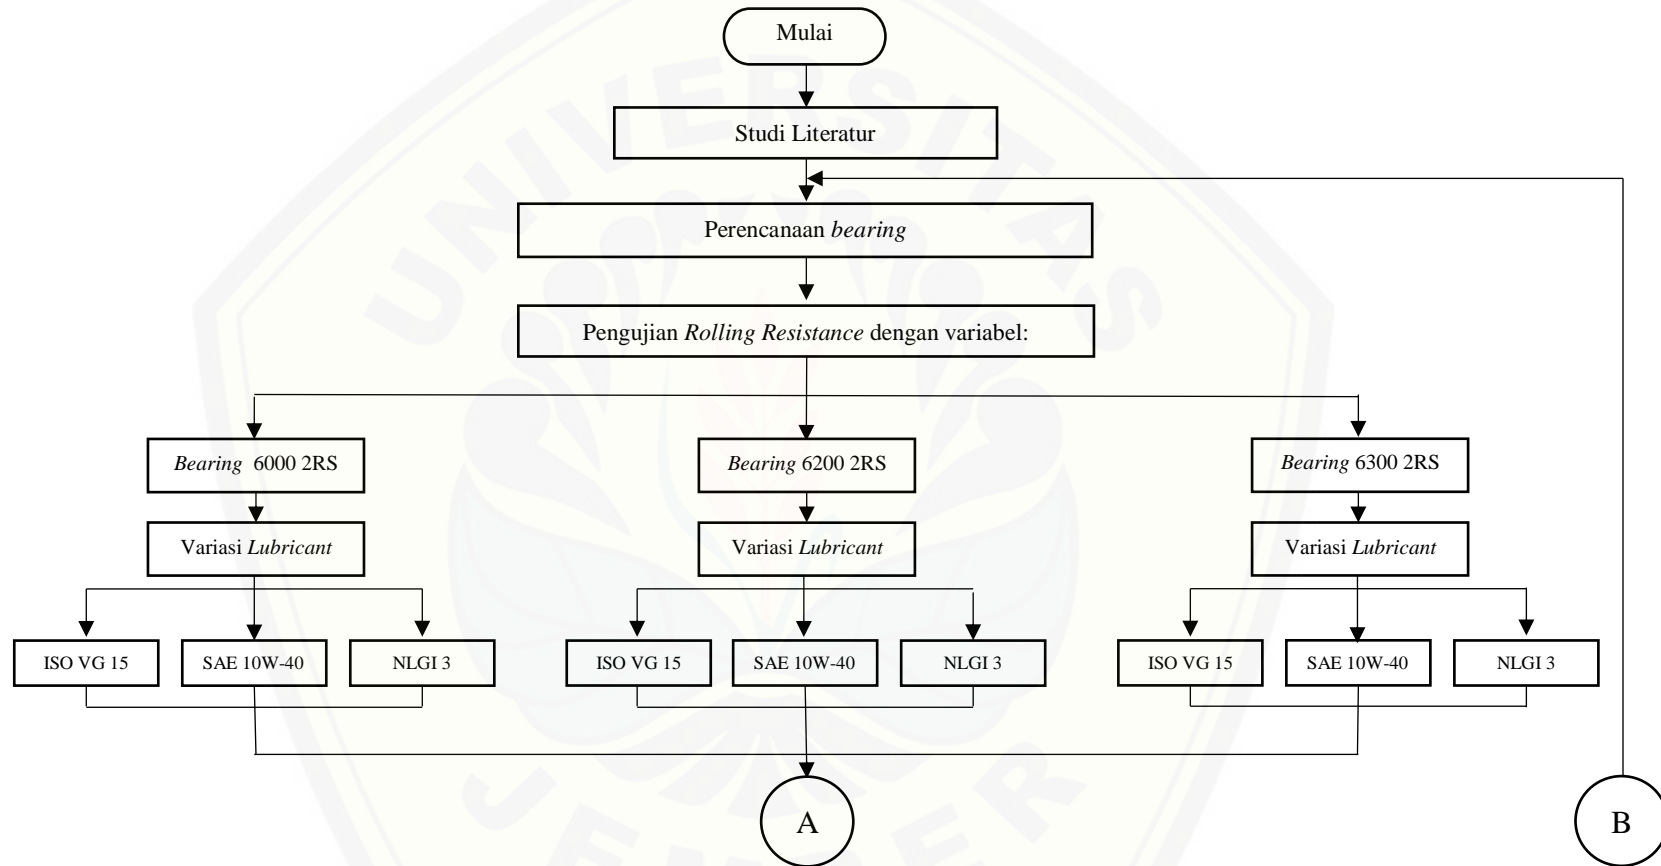 UNIVERSITAS
Mulai
Studi Literatur
Perencanaan bearing
Pengujian Rolling Resistance dengan variabel:
Bearing 6000 2RS
Bearing 6200 2RS
Bearing 6300 2RS
Variasi Lubricant
Variasi Lubricant
Variasi Lubricant
ISO VG 15
SAE 10W-40
NLGI 3
ISO VG 15
SAE 10W-40
NLGI 3
ISO VG 15
SAE 10W-40
NLGI 3
A
B
JEMBER